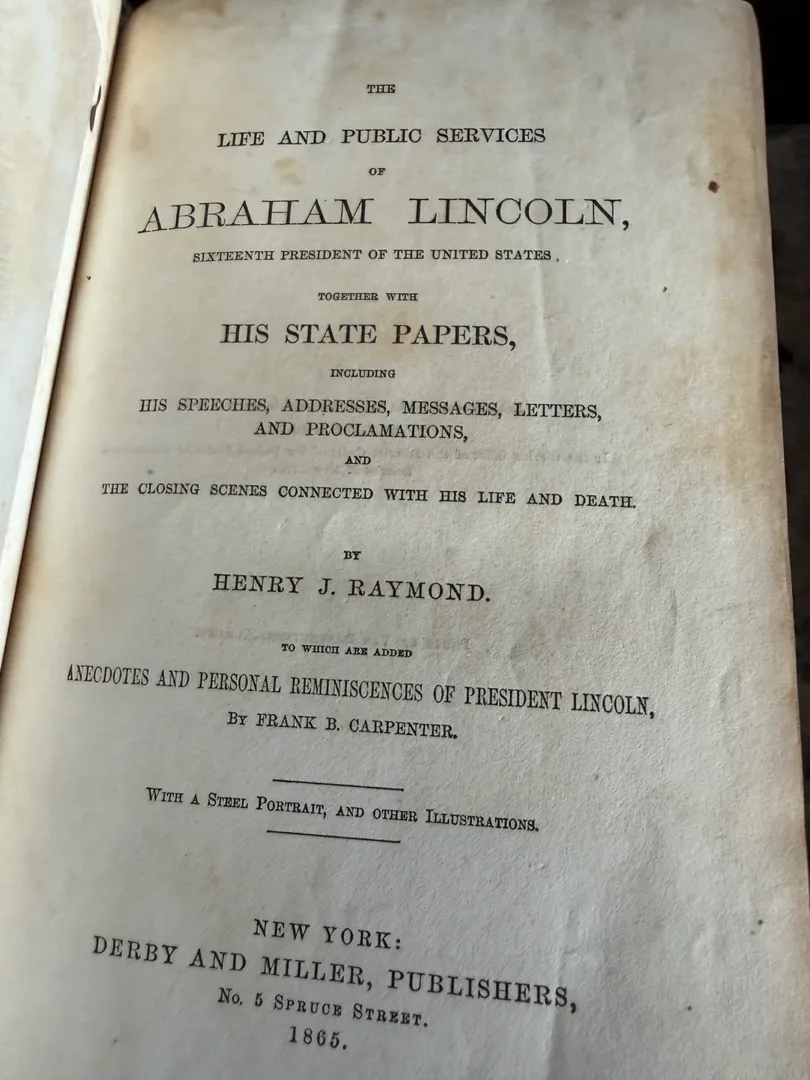 THE
LIFE AND PUBLIC SERVICES
OF
ABRAHAM LINCOLN,
SIXTEENTH PRESIDENT OF THE UNITED STATES,
TOGETHER WITH
HIS STATE PAPERS,
INCLUDING
HIS SPEECHES, ADDRESSES, MESSAGES, LETTERS,
AND PROCLAMATIONS,
AND
THE CLOSING SCENES CONNECTED WITH HIS LIFE AND DEATH.
BY
HENRY J. RAYMOND.
TO WHICH ARE ADDED
ANECDOTES AND PERSONAL REMINISCENCES OF PRESIDENT LINCOLN,
BY FRANK B. CARPENTER.
WITH A STEEL PORTRAIT, AND OTHER ILLUSTRATIONS.
NEW YORK:
DERBY AND MILLER, PUBLISHERS,
No. 5 SPRUCE STREET.
1865.